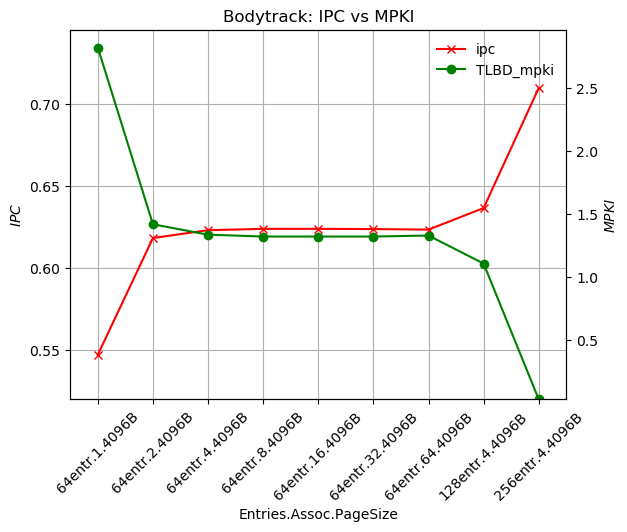 Bodytrack: IPC vs MPKI
ipc
TLBD_mpki
0.70
0.65
0.60
0.55
IPC
2.5
2.0
1.5
1.0
0.5
MPKI
64entr.1.4096B
64entr.2.4096B
64entr.4.4096B
64entr.8.4096B
64entr.16.4096B
64entr.32.4096B
64entr.64.4096B
128entr.4.4096B
256entr.4.4096B
Entries.Assoc.PageSize